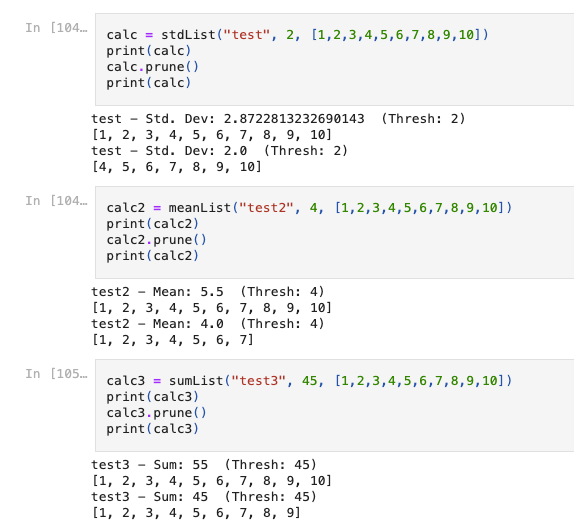 In [104…
calc = stdList("test", 2, [1,2,3,4,5,6,7,8,9,10])
print(calc)
calc.prune()
print(calc)
test – Std. Dev: 2.8722813232690143  (Thresh: 2)
[1, 2, 3, 4, 5, 6, 7, 8, 9, 10]
test – Std. Dev: 2.0  (Thresh: 2)
[4, 5, 6, 7, 8, 9, 10]
In [104…
calc2 = meanList("test2", 4, [1,2,3,4,5,6,7,8,9,10])
print(calc2)
calc2.prune()
print(calc2)
test2 – Mean: 5.5  (Thresh: 4)
[1, 2, 3, 4, 5, 6, 7, 8, 9, 10]
test2 – Mean: 4.0  (Thresh: 4)
[1, 2, 3, 4, 5, 6, 7]
In [105…
calc3 = sumList("test3", 45, [1,2,3,4,5,6,7,8,9,10])
print(calc3)
calc3.prune()
print(calc3)
test3 – Sum: 55  (Thresh: 45)
[1, 2, 3, 4, 5, 6, 7, 8, 9, 10]
test3 – Sum: 45  (Thresh: 45)
[1, 2, 3, 4, 5, 6, 7, 8, 9]